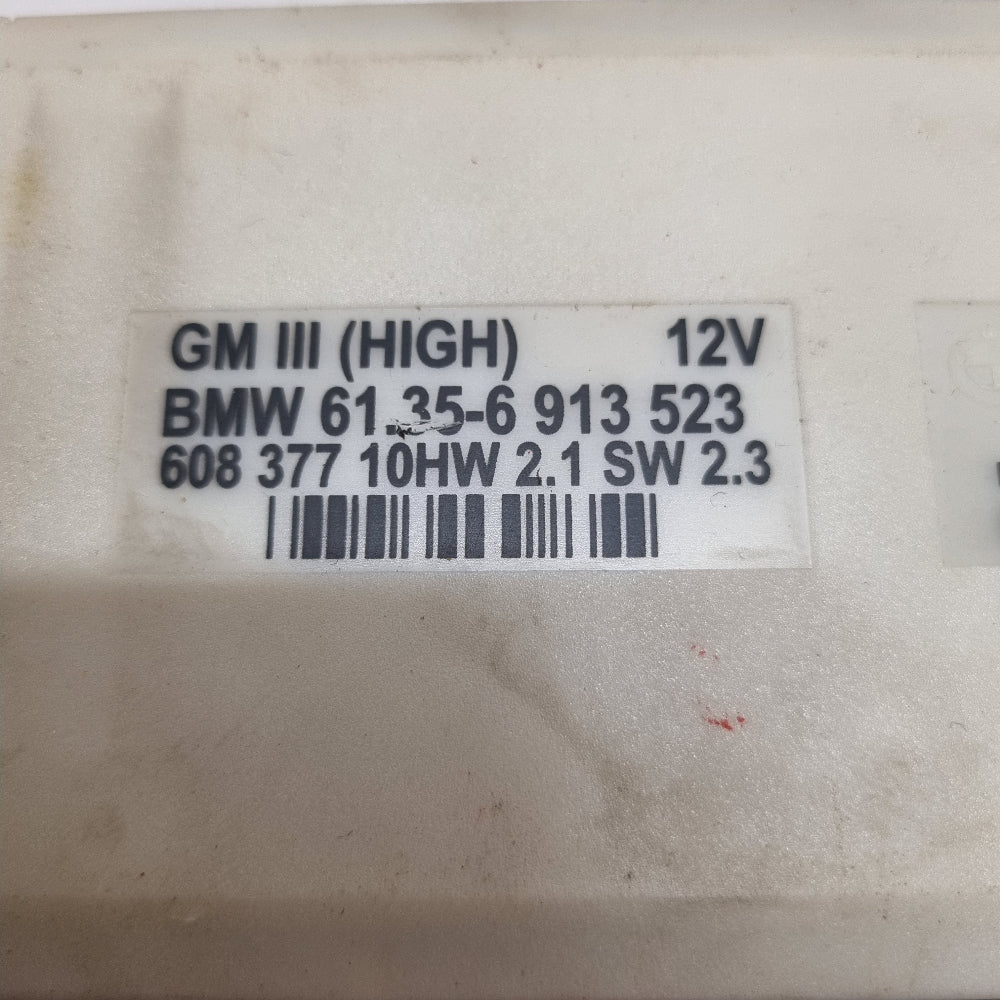 GM III (HIGH) 12V
BMW 61.35-6 913 523
608 377 10HW 2.1 SW 2.3